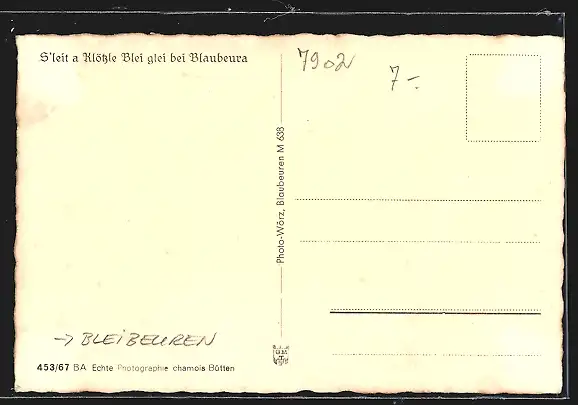 S'leit a Klötzle Blei glei bei Blaubeura
7902
7-
Photo-Wörz, Blaubeuren M 638
→ BLEIBEUREN
453/67 BA Echte Photographie chamois Bütten